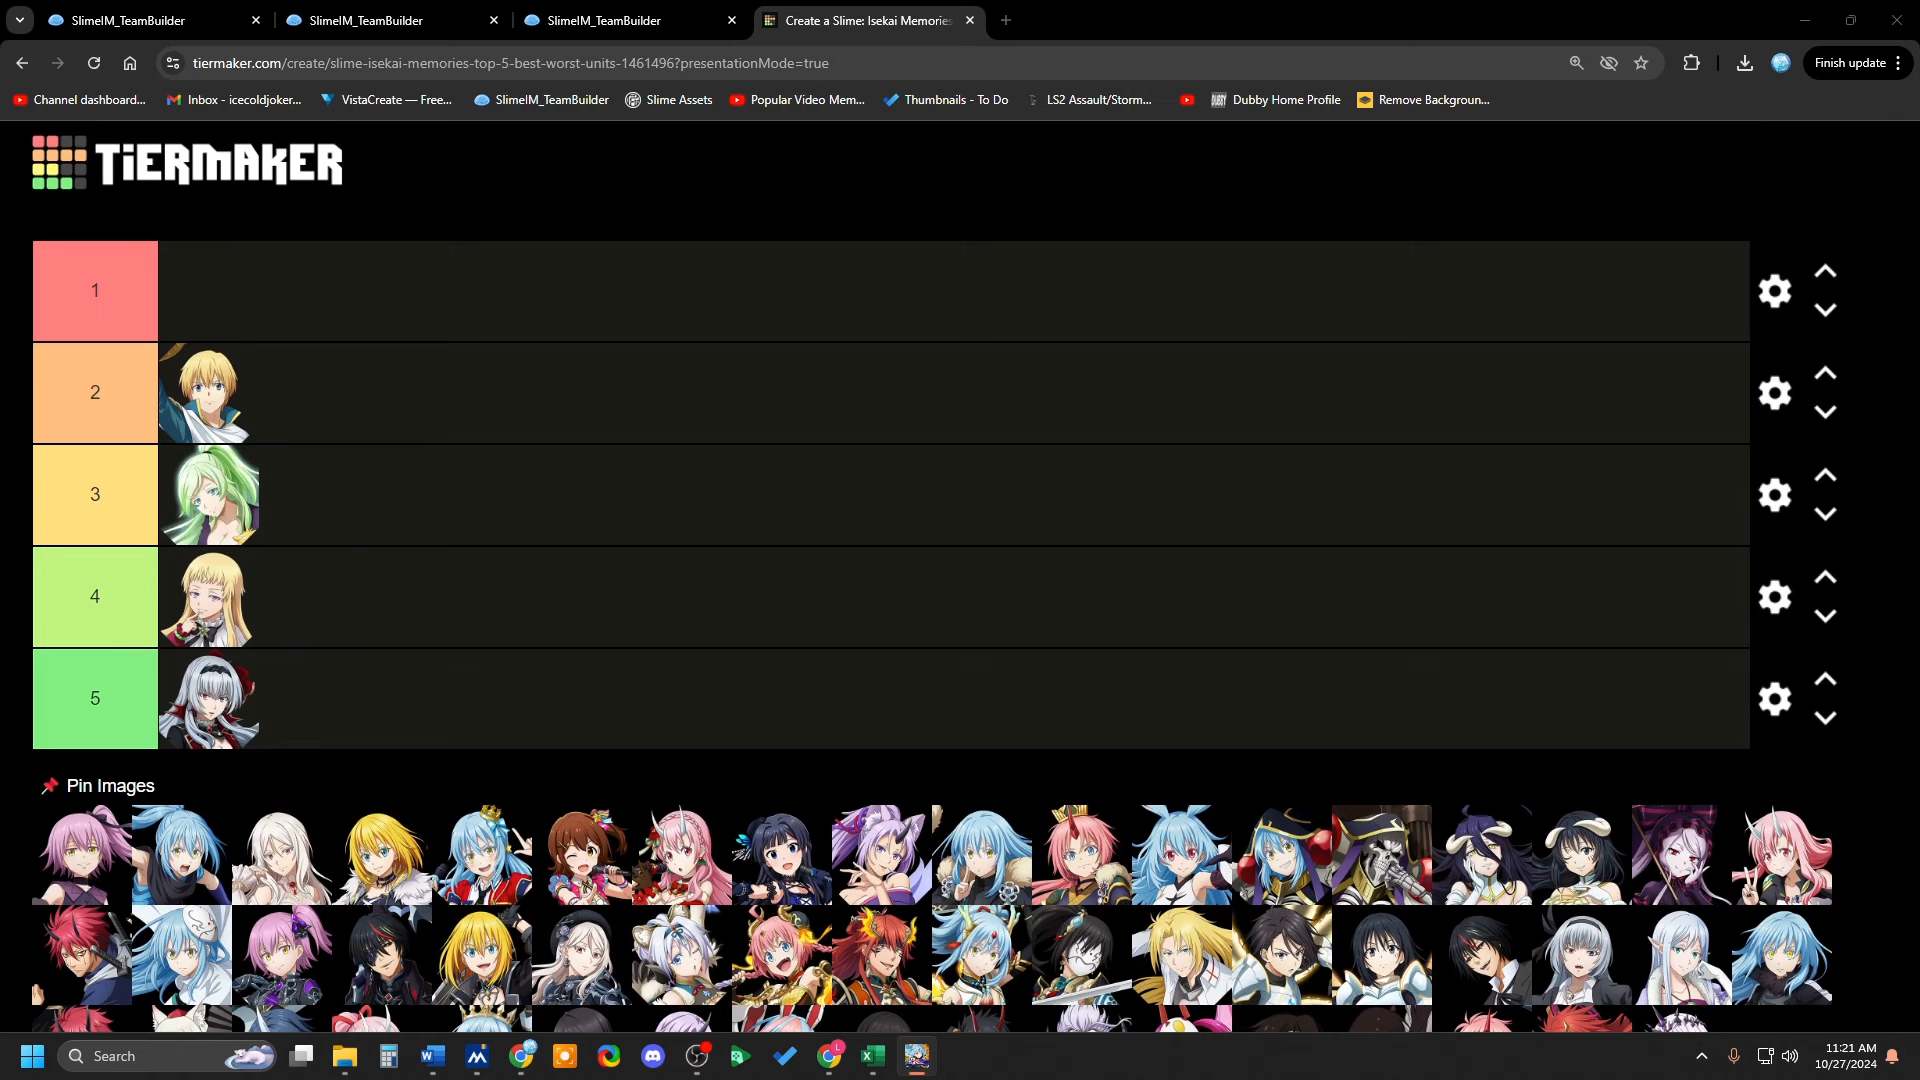 SlimeIM_TeamBuilder SlimeIM_TeamBuilder SlimeIM_TeamBuilder Create a Slime: Isekai Memories
tiermaker.com/create/slime-isekai-memories-top-5-best-worst-units-1461496?presentationMode=true Finish update
Channel dashboard... Inbox - icecoldjoker... VistaCreate — Free... SlimeIM_TeamBuilder Slime Assets Popular Video Mem... Thumbnails - To Do LS2 Assault/Storm... DUBBY Dubby Home Profile Remove Backgroun...
TiERMAKER
1
2
3
4
5
Pin Images
Search 11:21 AM
10/27/2024